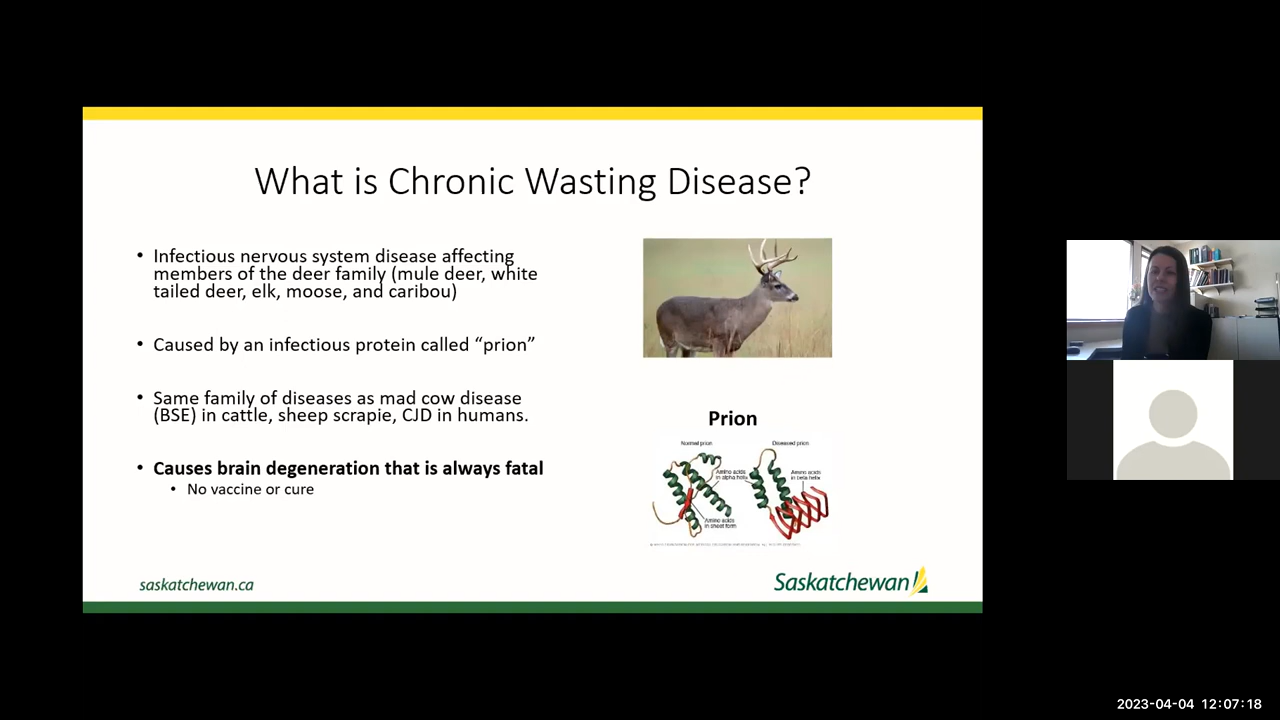 What is Chronic Wasting Disease?
• Infectious nervous system disease affecting
members of the deer family (mule deer, white
tailed deer, elk, moose, and caribou)
• Caused by an infectious protein called “prion”
• Same family of diseases as mad cow disease
(BSE) in cattle, sheep scrapie, CJD in humans.
• Causes brain degeneration that is always fatal
• No vaccine or cure
Prion
Normal prion
Diseased prion
Amino acids
in alpha helix
Amino acids
in beta helix
Amino acids
in sheet form
saskatchewan.ca
Saskatchewan
2023-04-04 12:07:18